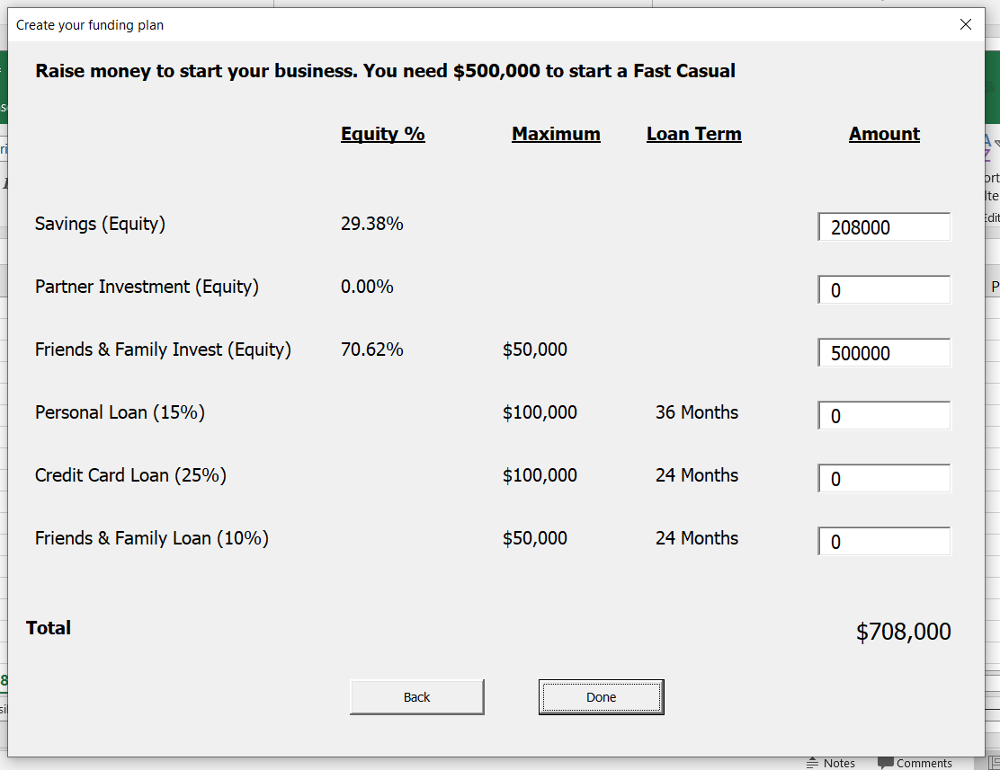 Create your funding plan
Raise money to start your business. You need $500,000 to start a Fast Casual
Equity % Maximum Loan Term Amount
Savings (Equity) 29.38% 208000
Partner Investment (Equity) 0.00% 0
Friends & Family Invest (Equity) 70.62% $50,000 500000
Personal Loan (15%) $100,000 36 Months 0
Credit Card Loan (25%) $100,000 24 Months 0
Friends & Family Loan (10%) $50,000 24 Months 0
Total $708,000
Back Done
Notes Comments